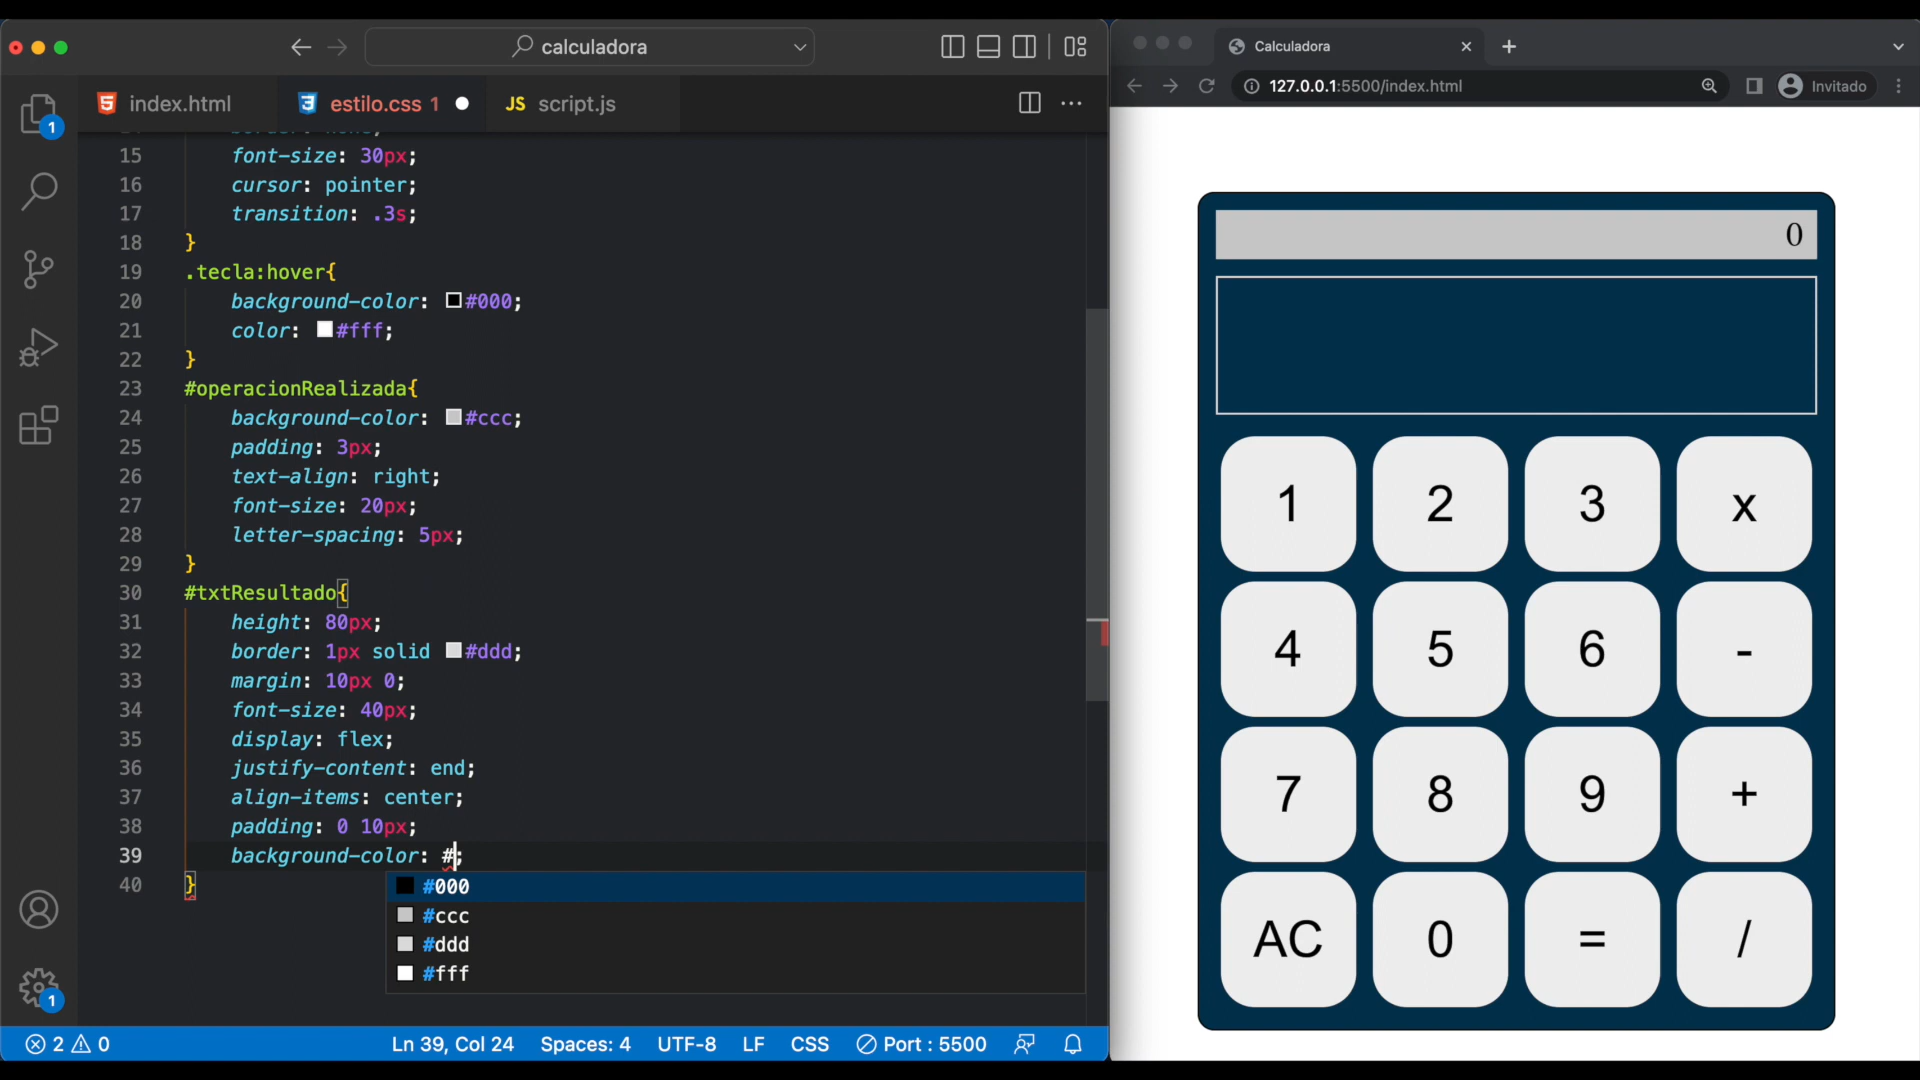 calculadora
index.html
estilo.css 1
JS script.js
15 font-size: 30px;
16 cursor: pointer;
17 transition: .3s;
18 }
19 .tecla:hover{
20 background-color: #000;
21 color: #fff;
22 }
23 #operacionRealizada{
24 background-color: #ccc;
25 padding: 3px;
26 text-align: right;
27 font-size: 20px;
28 letter-spacing: 5px;
29 }
30 #txtResultado{
31 height: 80px;
32 border: 1px solid #ddd;
33 margin: 10px 0;
34 font-size: 40px;
35 display: flex;
36 justify-content: end;
37 align-items: center;
38 padding: 0 10px;
39 background-color: #;
40 }
#000
#ccc
#ddd
#fff
1
1
2 0
Ln 39, Col 24
Spaces: 4
UTF-8
LF
CSS
Port : 5500
Calculadora
127.0.0.1:5500/index.html
Invitado
0
1 2 3 x
4 5 6 -
7 8 9 +
AC 0 = /